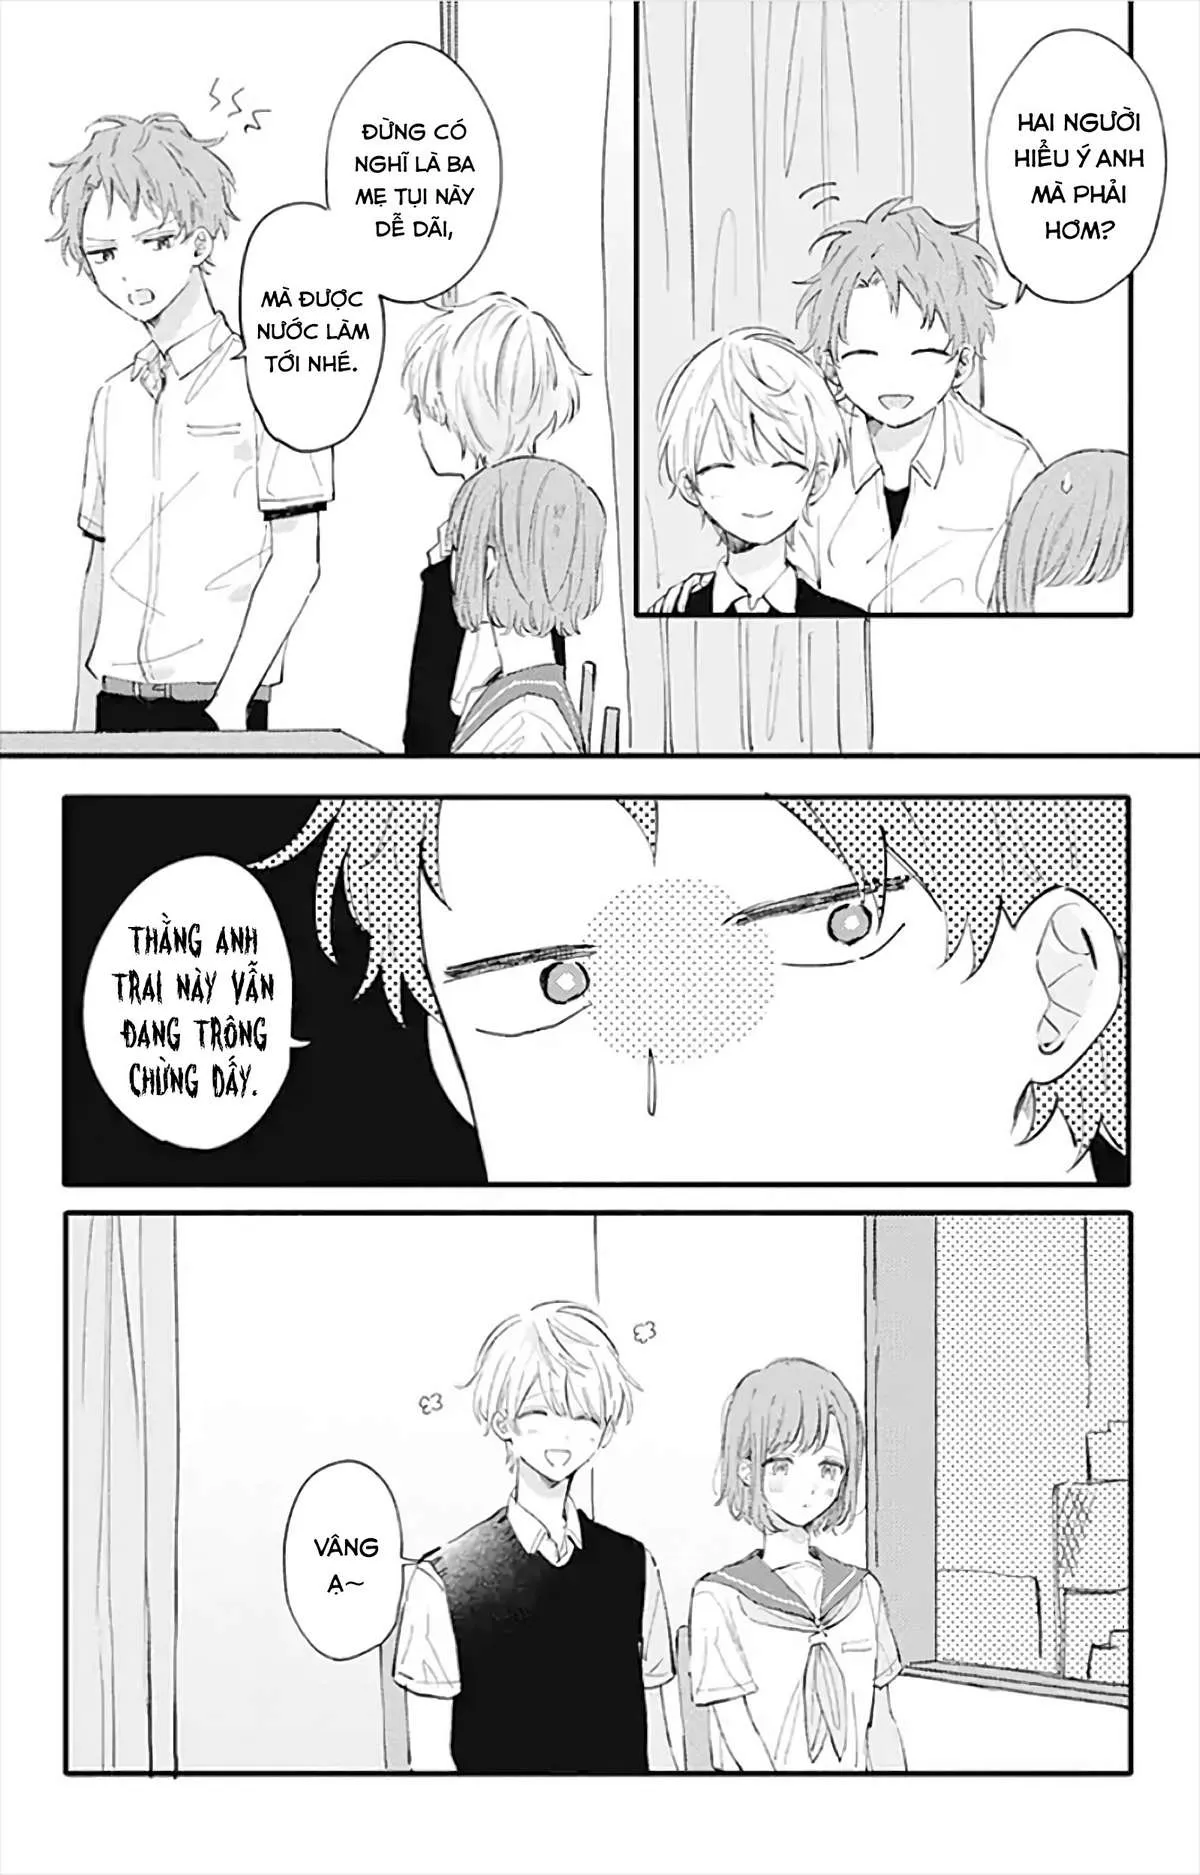 HAI NGƯỜI
HIỂU Ý ANH
MÀ PHẢI
HƠM?
ĐỪNG CÓ
NGHĨ LÀ BA
MẸ TỤI NÀY
DỄ DÃI,
MÀ ĐƯỢC
NƯỚC LÀM
TỚI NHÉ.
THẰNG ANH
TRAI NÀY VẪN
ĐANG TRÔNG
CHỪNG DẤY.
VÂNG
Ạ~